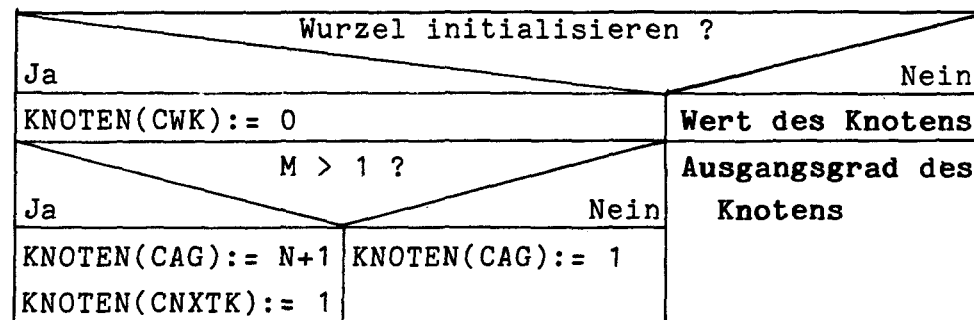 Wurzel initialisieren ?
Ja Nein
KNOTEN(CWK):= 0 Wert des Knotens
M > 1 ? Ausgangsgrad des
Ja Nein Knotens
KNOTEN(CAG):= N+1 KNOTEN(CAG):= 1
KNOTEN(CNXTK):= 1